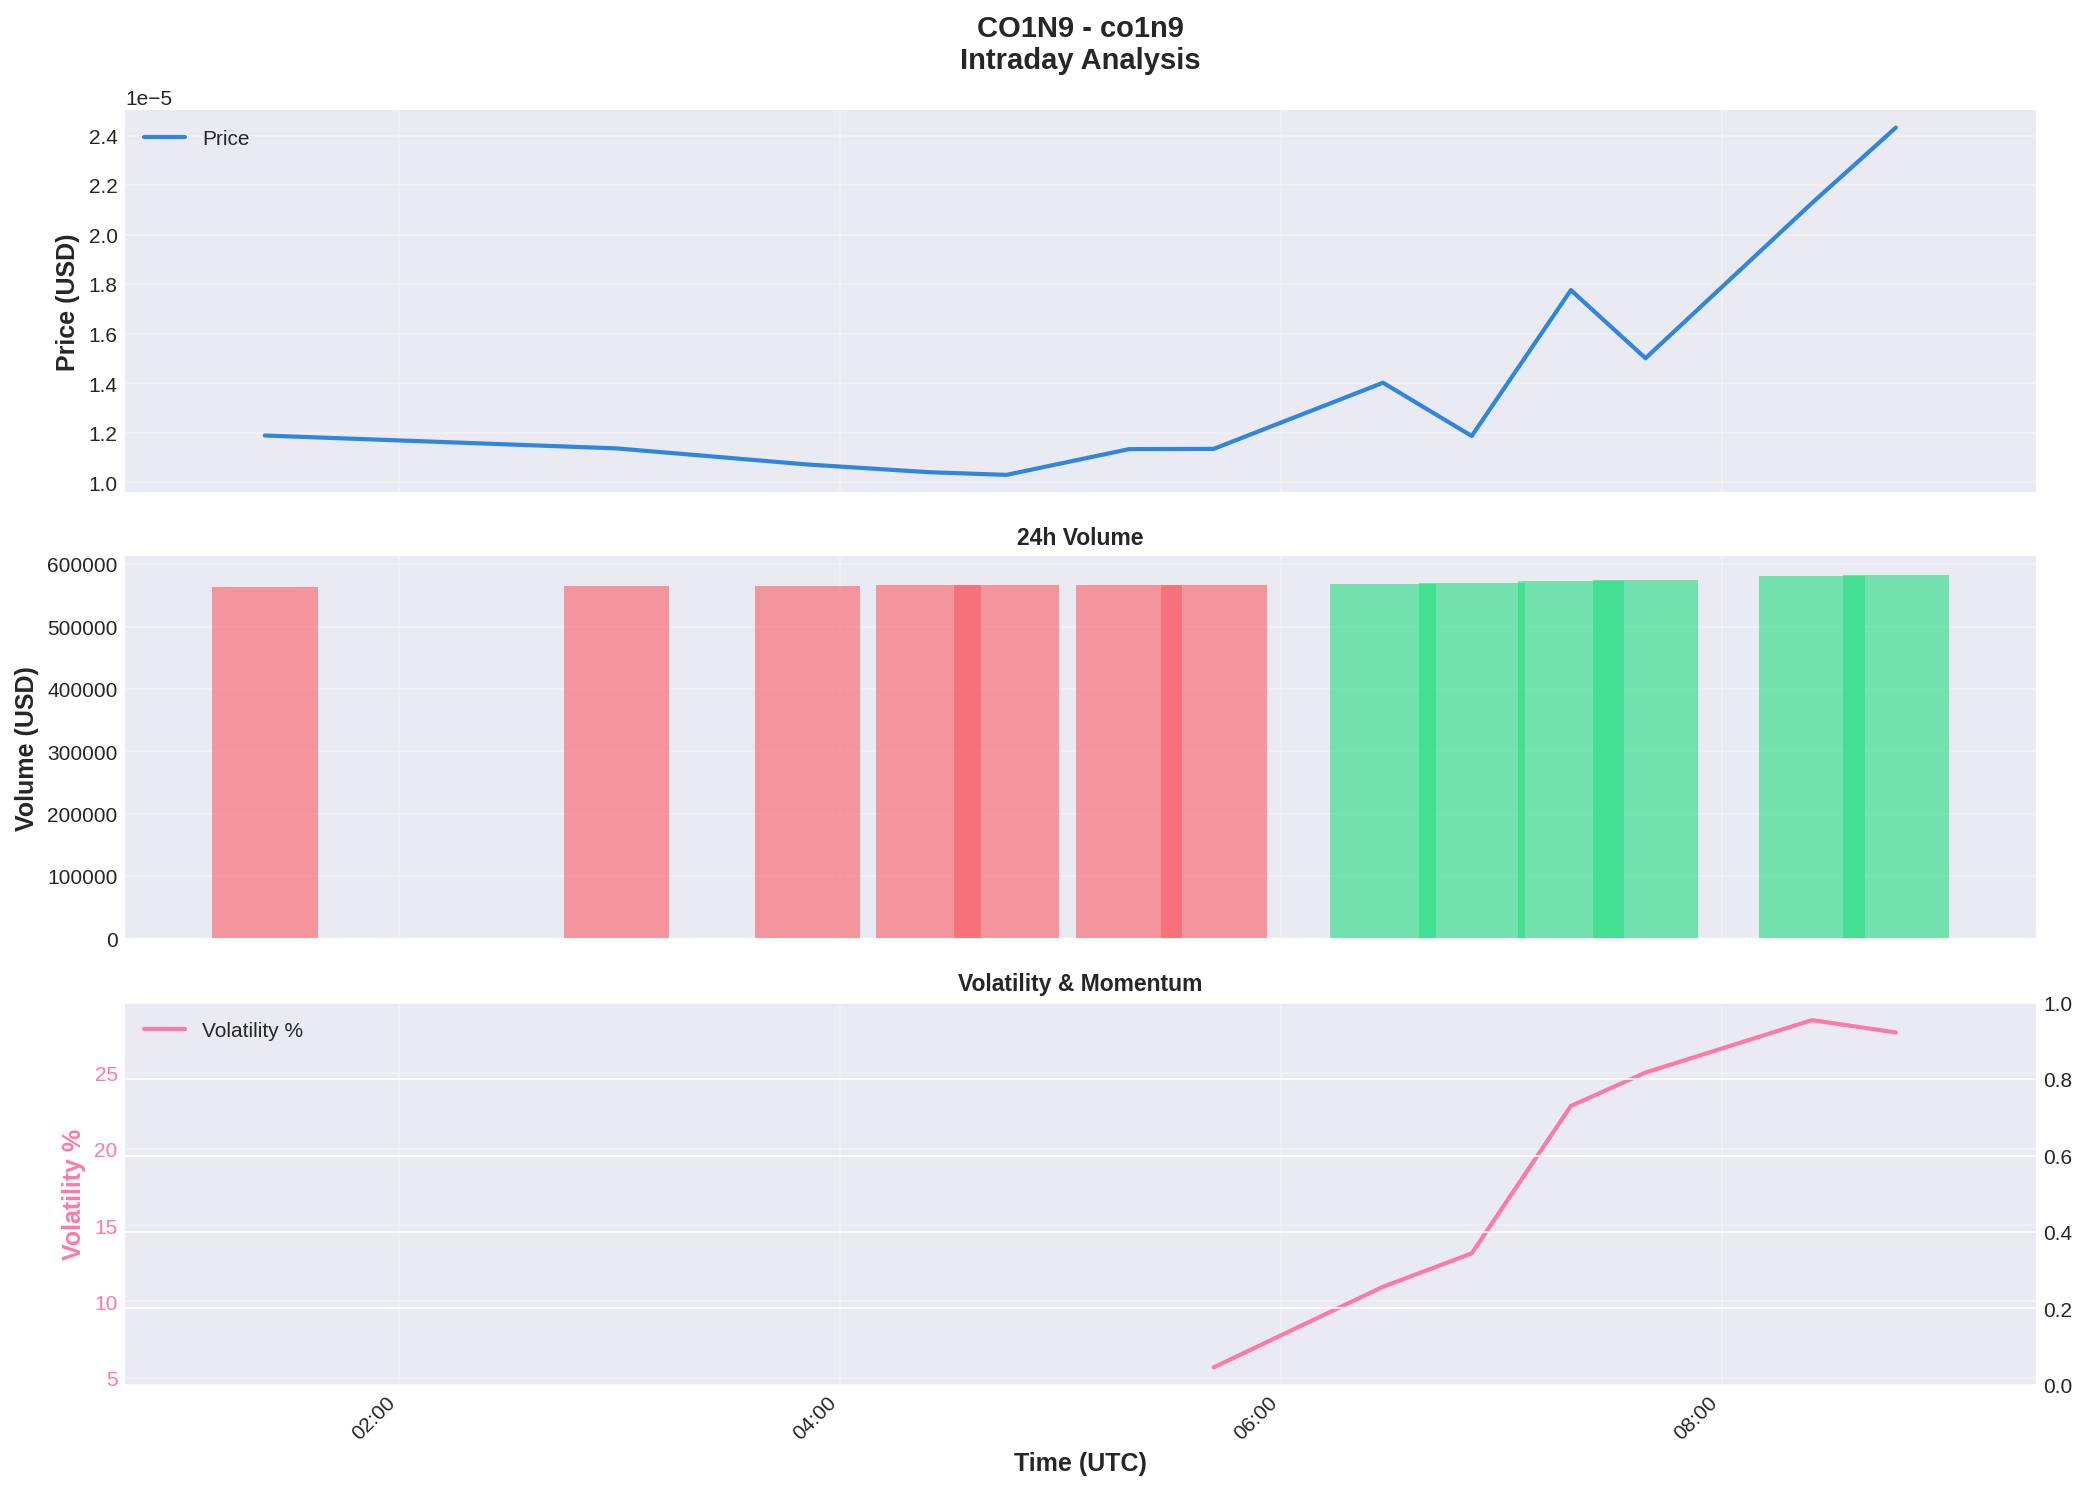 CO1N9 - co1n9
Intraday Analysis
1e−5
Price
Price (USD)
2.4
2.2
2.0
1.8
1.6
1.4
1.2
1.0
24h Volume
Volume (USD)
600000
500000
400000
300000
200000
100000
0
Volatility & Momentum
Volatility %
Volatility %
25
20
15
10
5
1.0
0.8
0.6
0.4
0.2
0.0
02:00
04:00
06:00
08:00
Time (UTC)